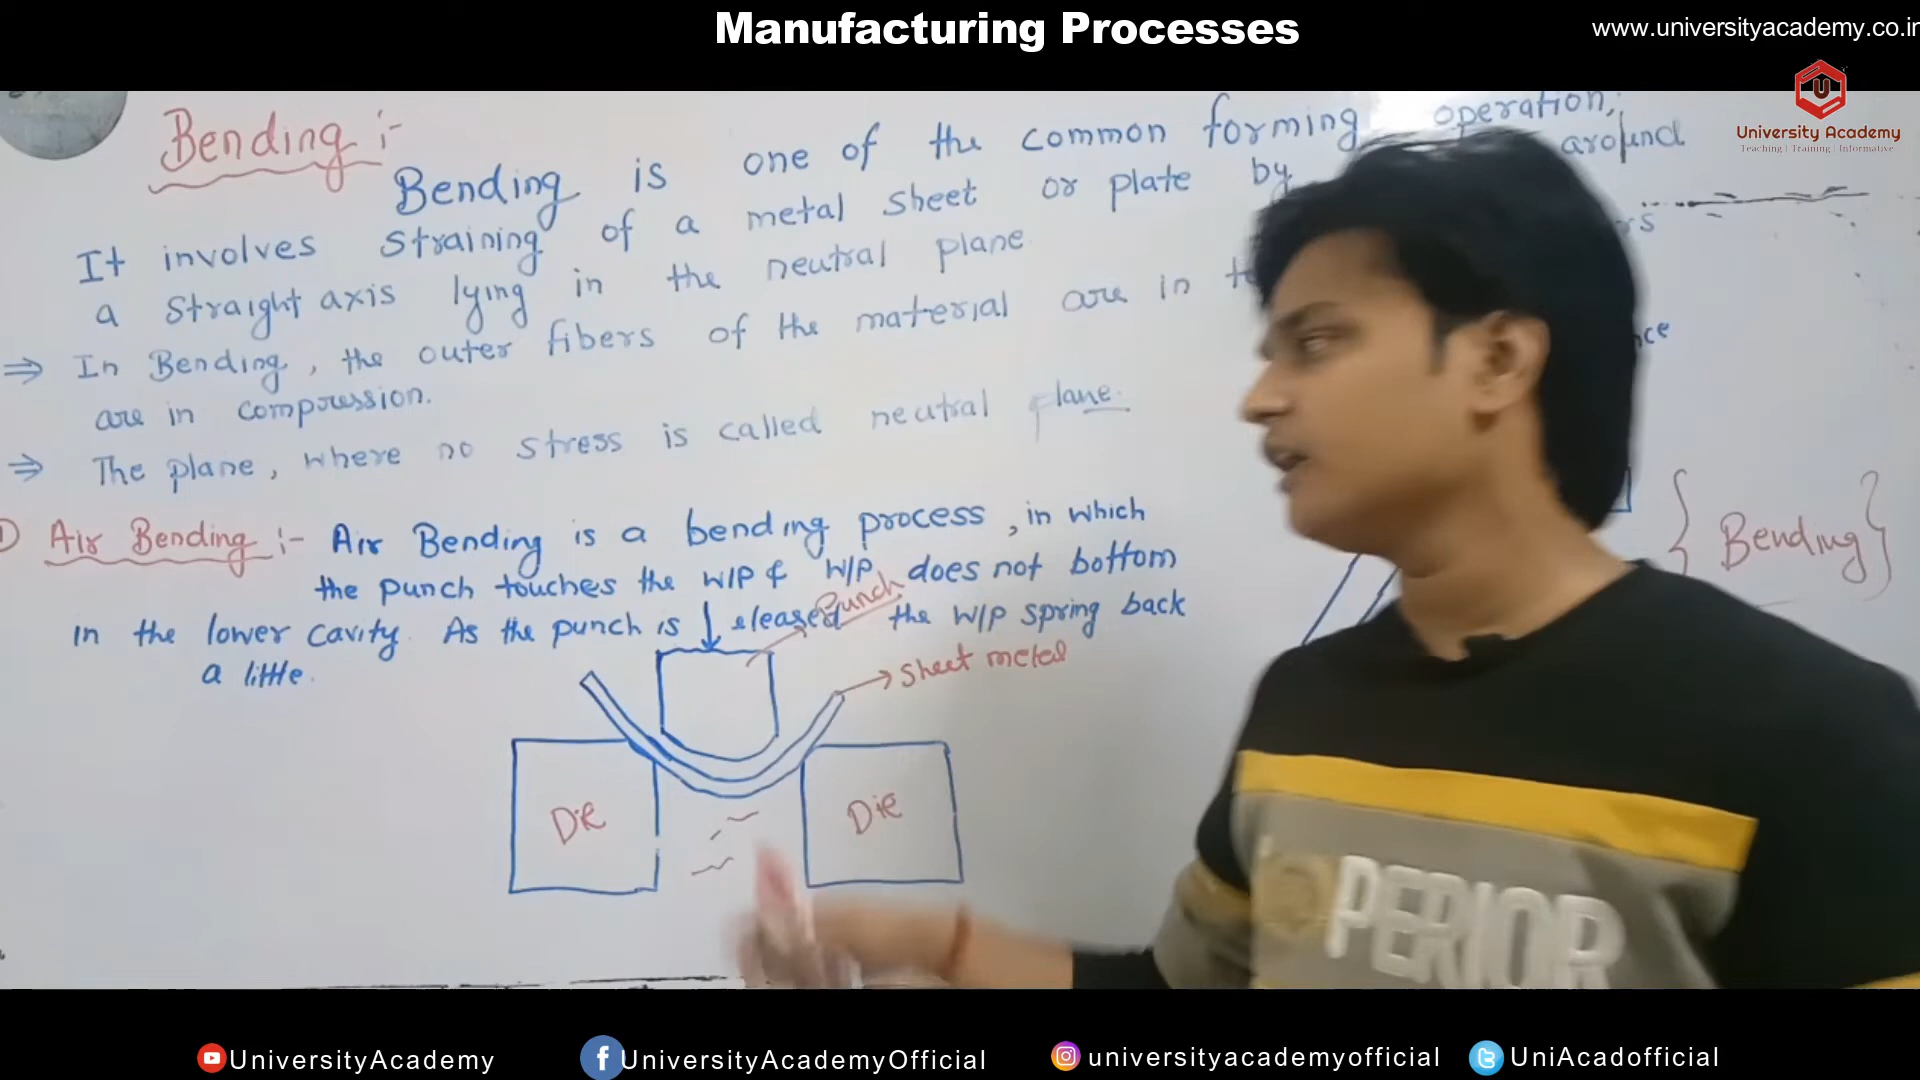 Manufacturing Processes
www.universityacademy.co.in
University Academy
Teaching | Training | Informative
Bending :-
Bending is one of the common forming operation,
It involves straining of a metal sheet or plate by around
a straight axis lying in the neutral plane
⇒ In Bending, the outer fibers of the material are in
are in compression.
⇒ The plane, where no stress is called neutral plane.
Air Bending :- Air Bending is a bending process, in which
the punch touches the W/P & W/P does not bottom
in the lower cavity. As the punch is released the W/P spring back
a little.
Punch
sheet metal
Die
Die
{ Bending }
PERIOR
UniversityAcademy
UniversityAcademyOfficial
universityacademyofficial
UniAcadofficial